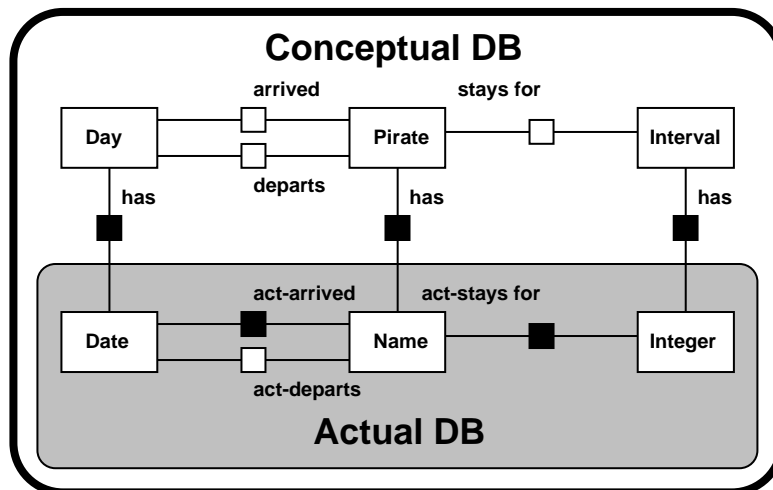 Conceptual DB
arrived
stays for
Day
Pirate
Interval
departs
has
has
has
act-arrived
act-stays for
Date
Name
Integer
act-departs
Actual DB